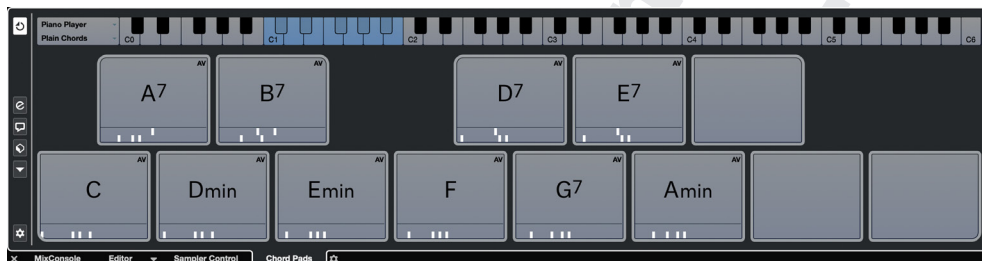 Piano Player
Plain Chords
C0 C1 C2 C3 C4 C5 C6
AV AV AV AV
A7 B7 D7 E7
AV AV AV AV AV AV
C Dmin Emin F G7 Amin
MixConsole Editor Sampler Control Chord Pads